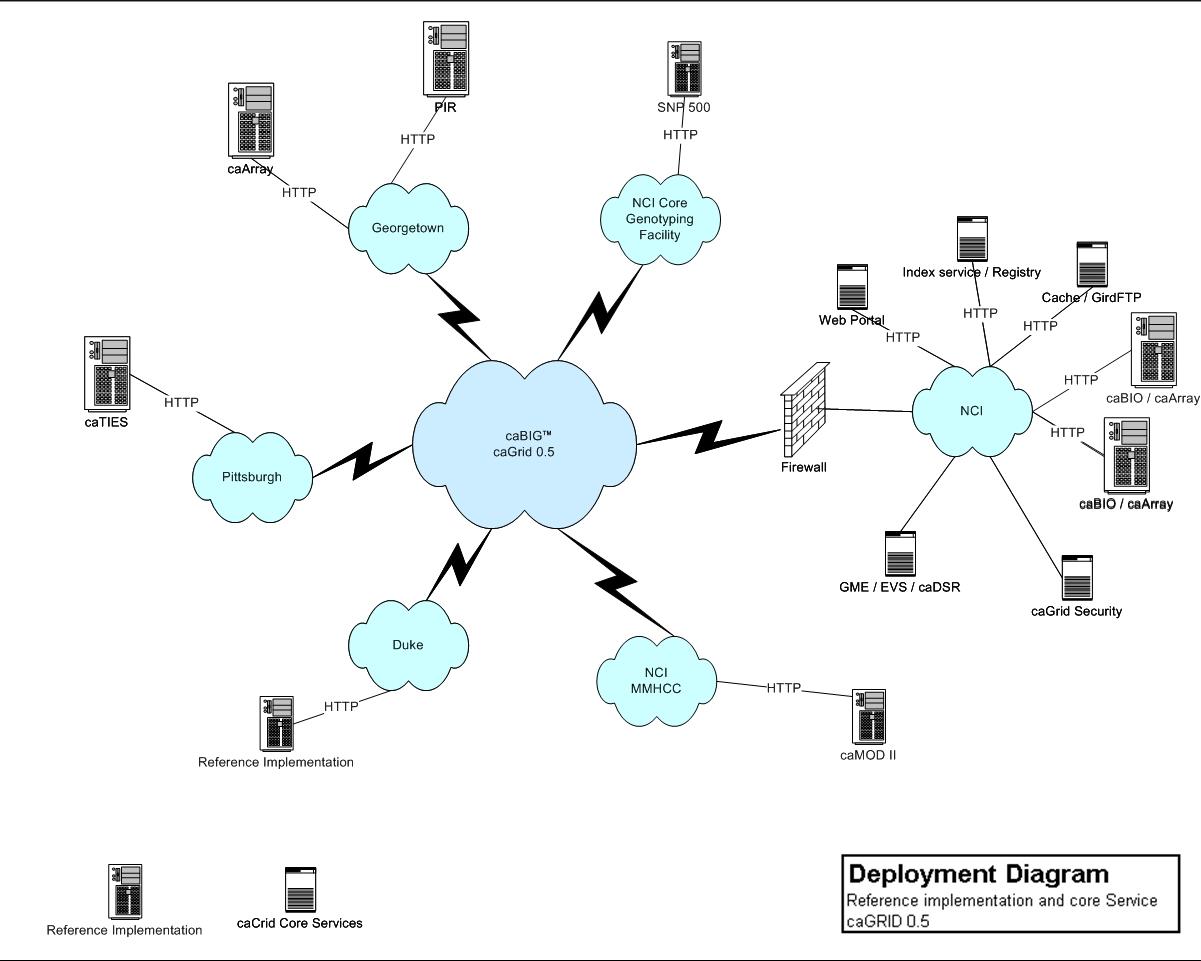 PIR
SNP 500
HTTP
HTTP
caArray
HTTP
NCI Core
Genotyping
Facility
Georgetown
Index service / Registry
Cache / GirdFTP
Web Portal
HTTP
HTTP
HTTP
HTTP
caBIO / caArray
HTTP
caTIES
HTTP
NCI
HTTP
caBIG™
caGrid 0.5
Firewall
Pittsburgh
caBIO / caArray
GME / EVS / caDSR
caGrid Security
Duke
NCI
MMHCC
HTTP
HTTP
Reference Implementation
caMOD II
Deployment Diagram
Reference implementation and core Service
caGRID 0.5
Reference Implementation
caCrid Core Services